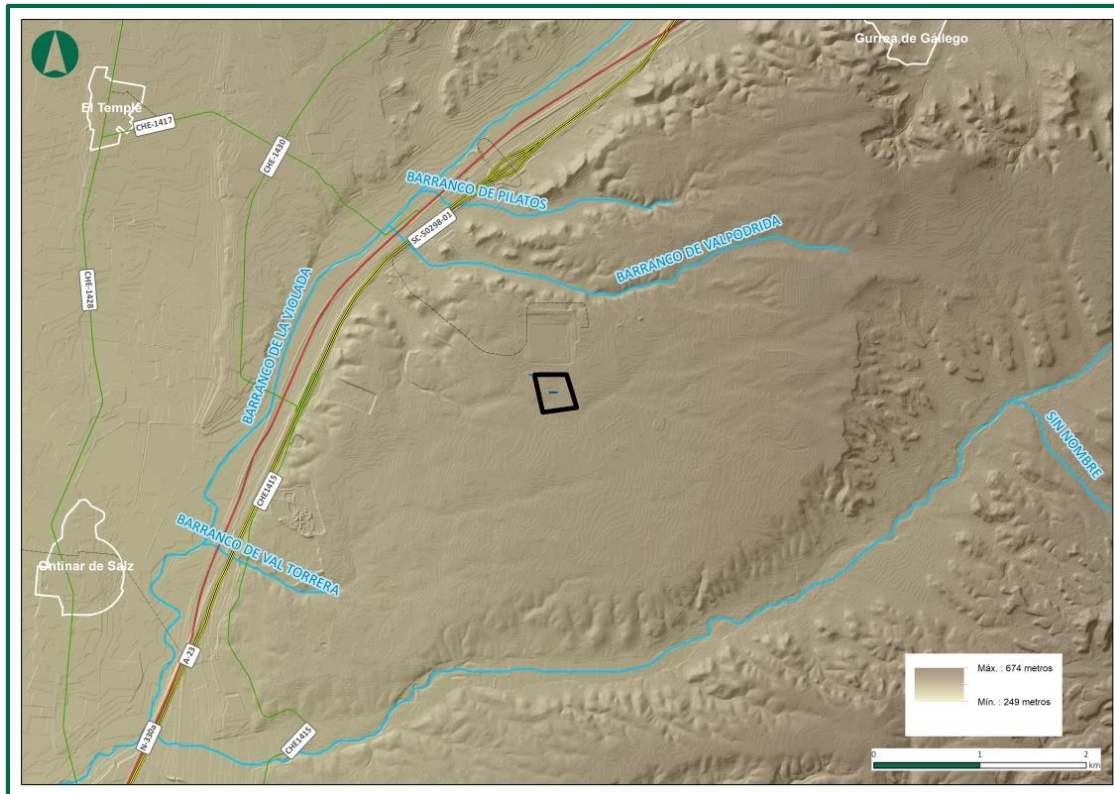 Gurrea de Gállego
El Temple
CHE-1417
CHE-1430
BARRANCO DE PILATOS
SC-50298-01
BARRANCO DE VALPODRIDA
CHE-1428
BARRANCO DE LA VIOLADA
SIN NOMBRE
CHE1415
BARRANCO DE VAL TORRERA
Ontinar de Salz
A-23
N-330a
CHE1415
Máx. : 674 metros
Mín. : 249 metros
0 1 2
km